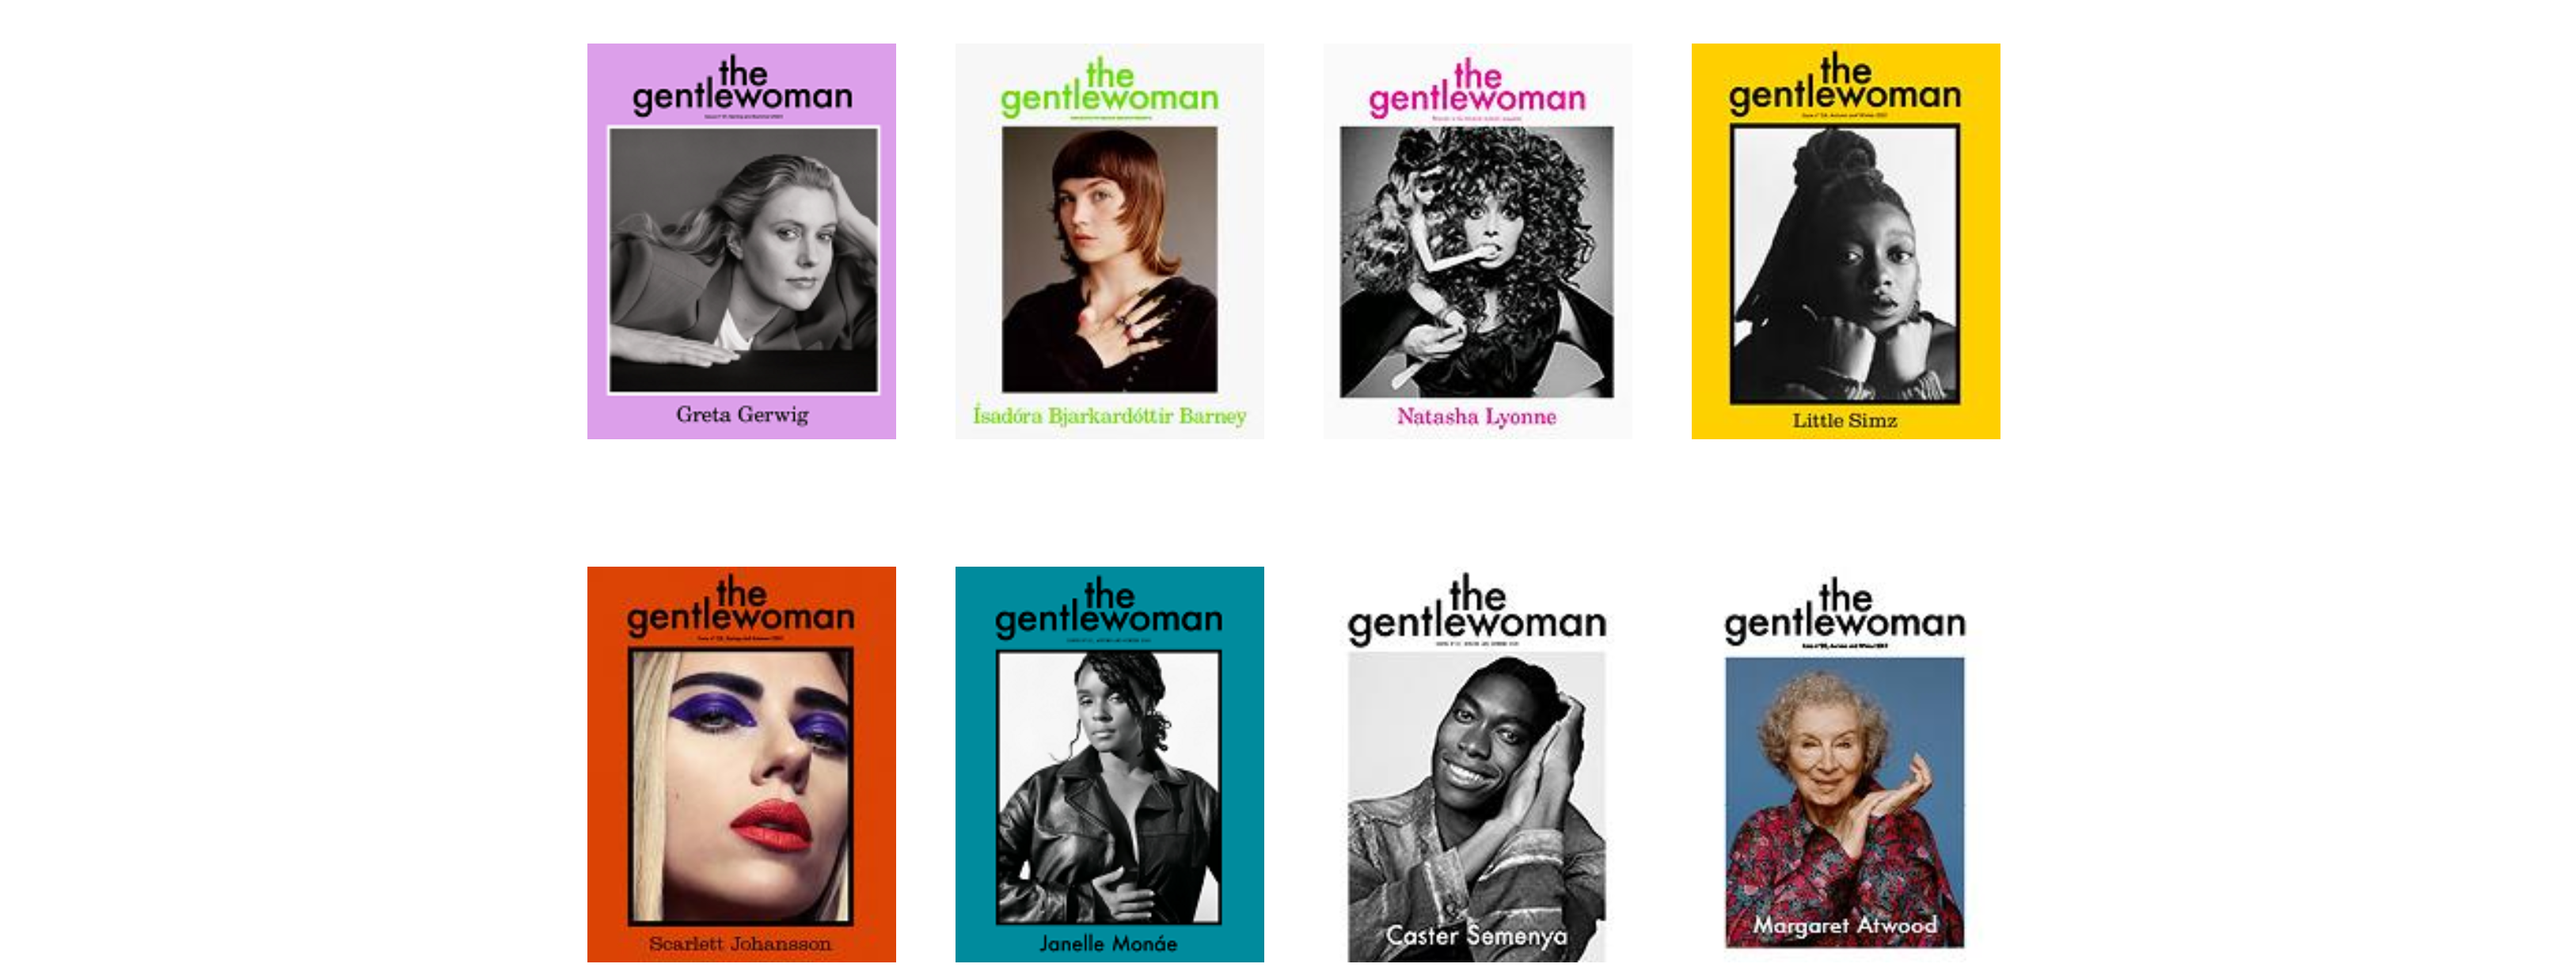 the
gentlewoman
Greta Gerwig
the
gentlewoman
Ísadóra Bjarkardóttir Barney
the
gentlewoman
Natasha Lyonne
the
gentlewoman
Little Simz
the
gentlewoman
Scarlett Johansson
the
gentlewoman
Janelle Monáe
the
gentlewoman
Caster Semenya
the
gentlewoman
Margaret Atwood